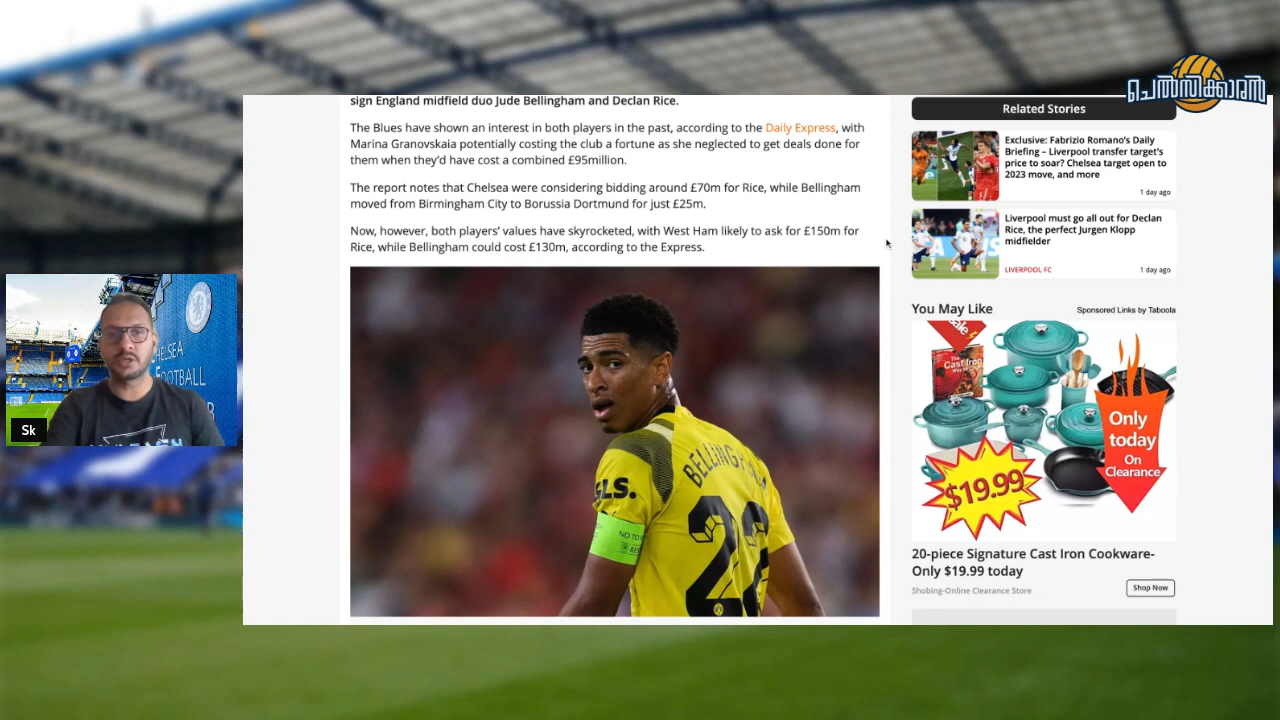 ചെൽസിക്കാരൻ
sign England midfield duo Jude Bellingham and Declan Rice.
The Blues have shown an interest in both players in the past, according to the Daily Express, with
Marina Granovskaia potentially costing the club a fortune as she neglected to get deals done for
them when they'd have cost a combined £95million.
The report notes that Chelsea were considering bidding around £70m for Rice, while Bellingham
moved from Birmingham City to Borussia Dortmund for just £25m.
Now, however, both players' values have skyrocketed, with West Ham likely to ask for £150m for
Rice, while Bellingham could cost £130m, according to the Express.
BELLINGHAM
22
GLS.
NO TO
Related Stories
Exclusive: Fabrizio Romano's Daily
Briefing – Liverpool transfer target's
price to soar? Chelsea target open to
2023 move, and more
1 day ago
Liverpool must go all out for Declan
Rice, the perfect Jurgen Klopp
midfielder
LIVERPOOL FC
1 day ago
You May Like
Sponsored Links by Taboola
Cast Iron
Only
today
On
Clearance
$19.99
20-piece Signature Cast Iron Cookware-
Only $19.99 today
Shobing-Online Clearance Store
Shop Now
HELSEA
FOOTBALL
Sk